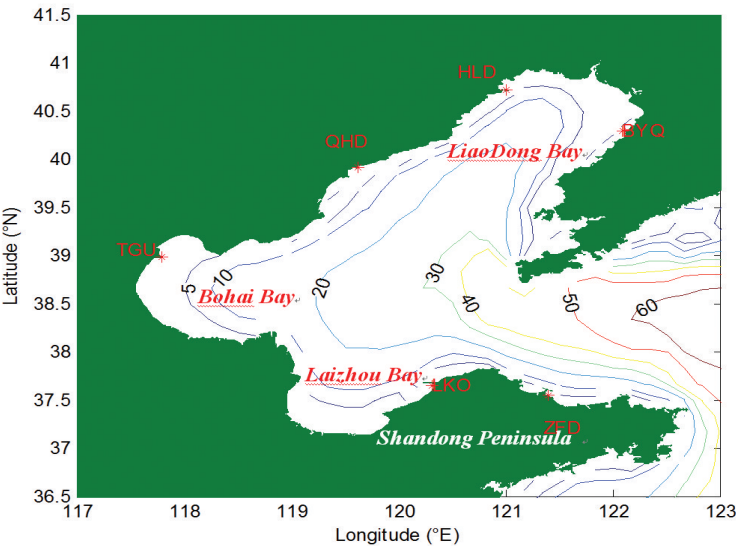 41.5
41
40.5
40
39.5
39
38.5
38
37.5
37
36.5
Latitude (°N)
HLD
BYQ
QHD
LiaoDong Bay
TGU
5
10
Bohai Bay
20
30
40
50
60
Laizhou Bay
LKO
ZFD
Shandong Peninsula
117
118
119
120
121
122
123
Longitude (°E)